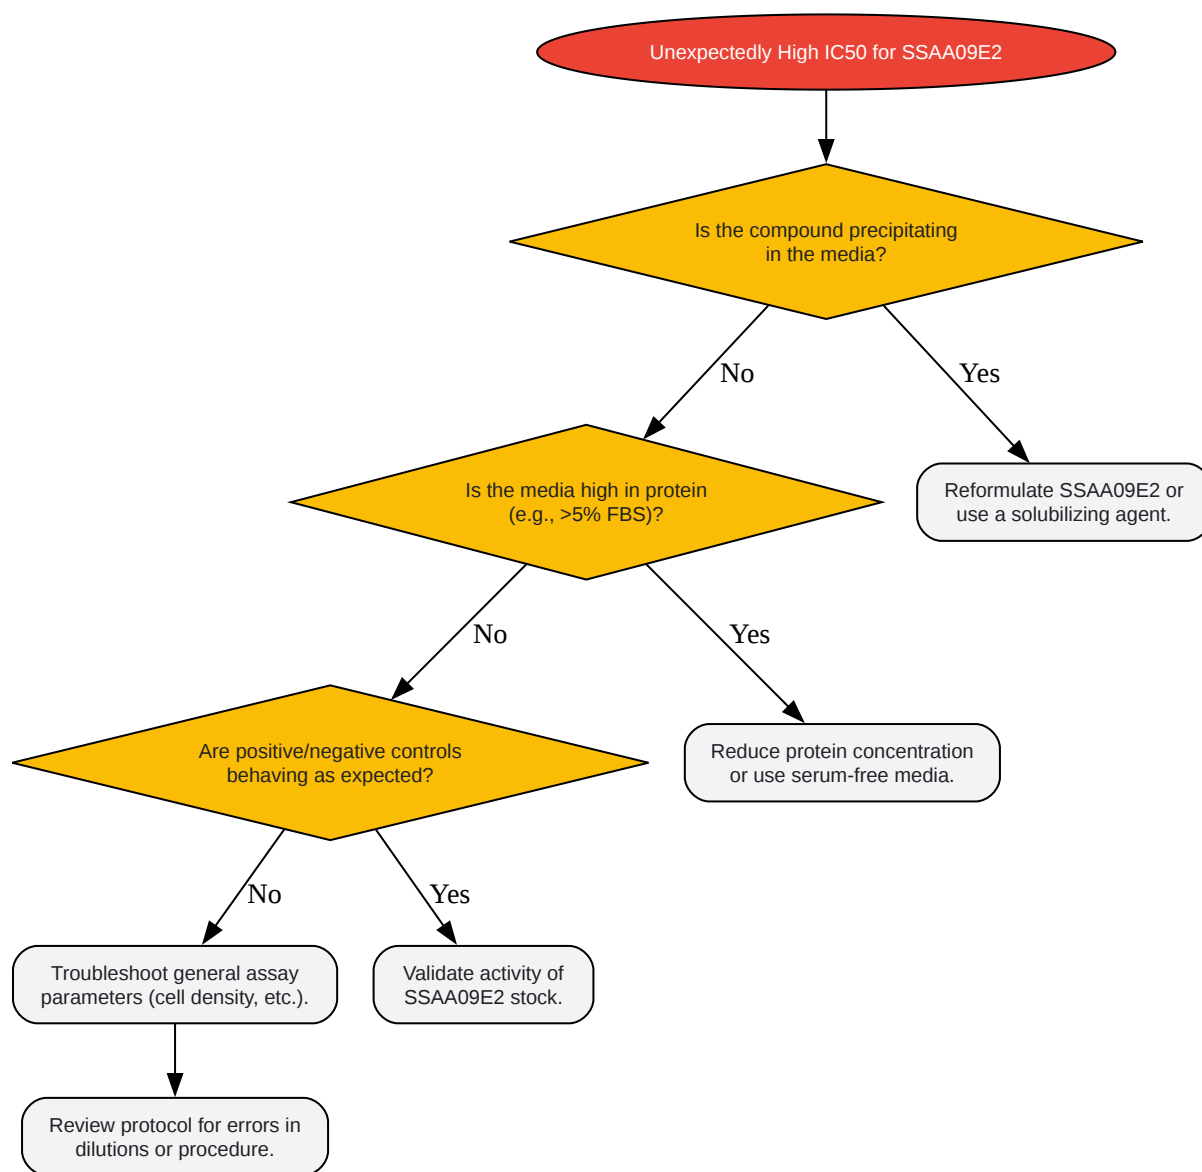 Unexpectedly High IC50 for SSAA09E2
Is the compound precipitating
in the media?
No
Yes
Is the media high in protein
(e.g., >5% FBS)?
Reformulate SSAA09E2 or
use a solubilizing agent.
No
Yes
Are positive/negative controls
behaving as expected?
Reduce protein concentration
or use serum-free media.
No
Yes
Troubleshoot general assay
parameters (cell density, etc.).
Validate activity of
SSAA09E2 stock.
Review protocol for errors in
dilutions or procedure.